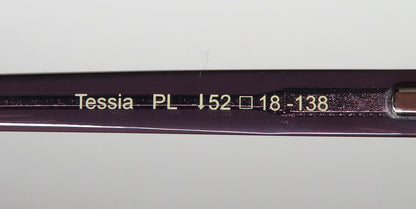 Tessia PL ↓52 □ 18 -138